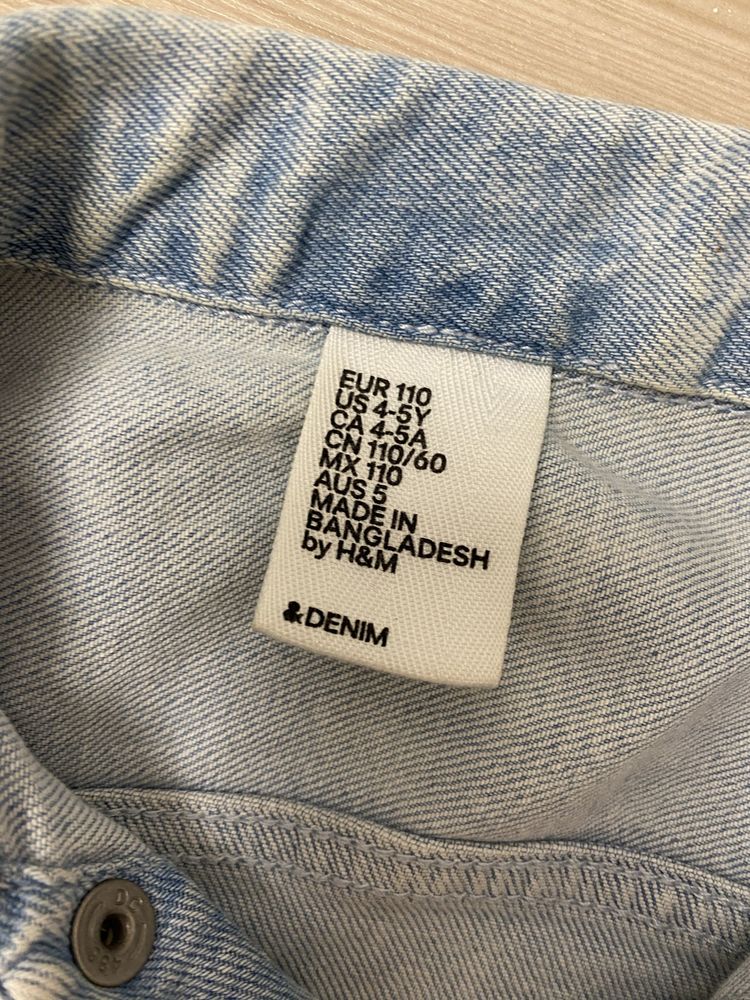 EUR 110
US 4-5Y
CA 4-5A
CN 110/60
MX 110
AUS 5
MADE IN
BANGLADESH
by H&M
&DENIM